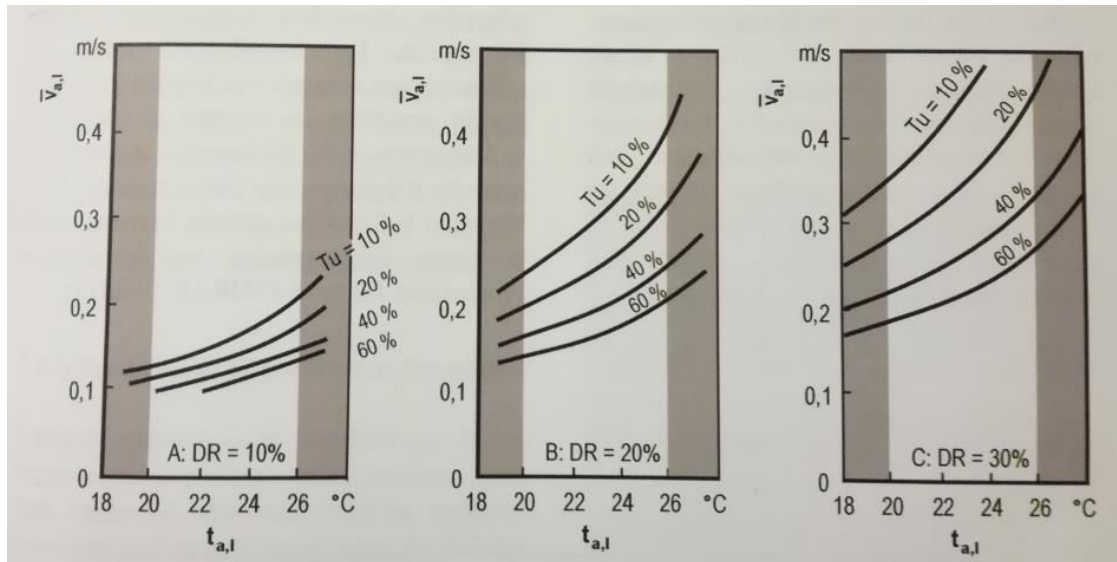 m/s
v̄a,l
0,4
0,3
0,2
0,1
0
Tu = 10 %
20 %
40 %
60 %
A: DR = 10%
18 20 22 24 26 °C
ta,l
m/s
v̄a,l
0,4
0,3
0,2
0,1
0
Tu = 10 %
20 %
40 %
60 %
B: DR = 20%
18 20 22 24 26 °C
ta,l
m/s
v̄a,l
0,4
0,3
0,2
0,1
0
Tu = 10 %
20 %
40 %
60 %
C: DR = 30%
18 20 22 24 26 °C
ta,l